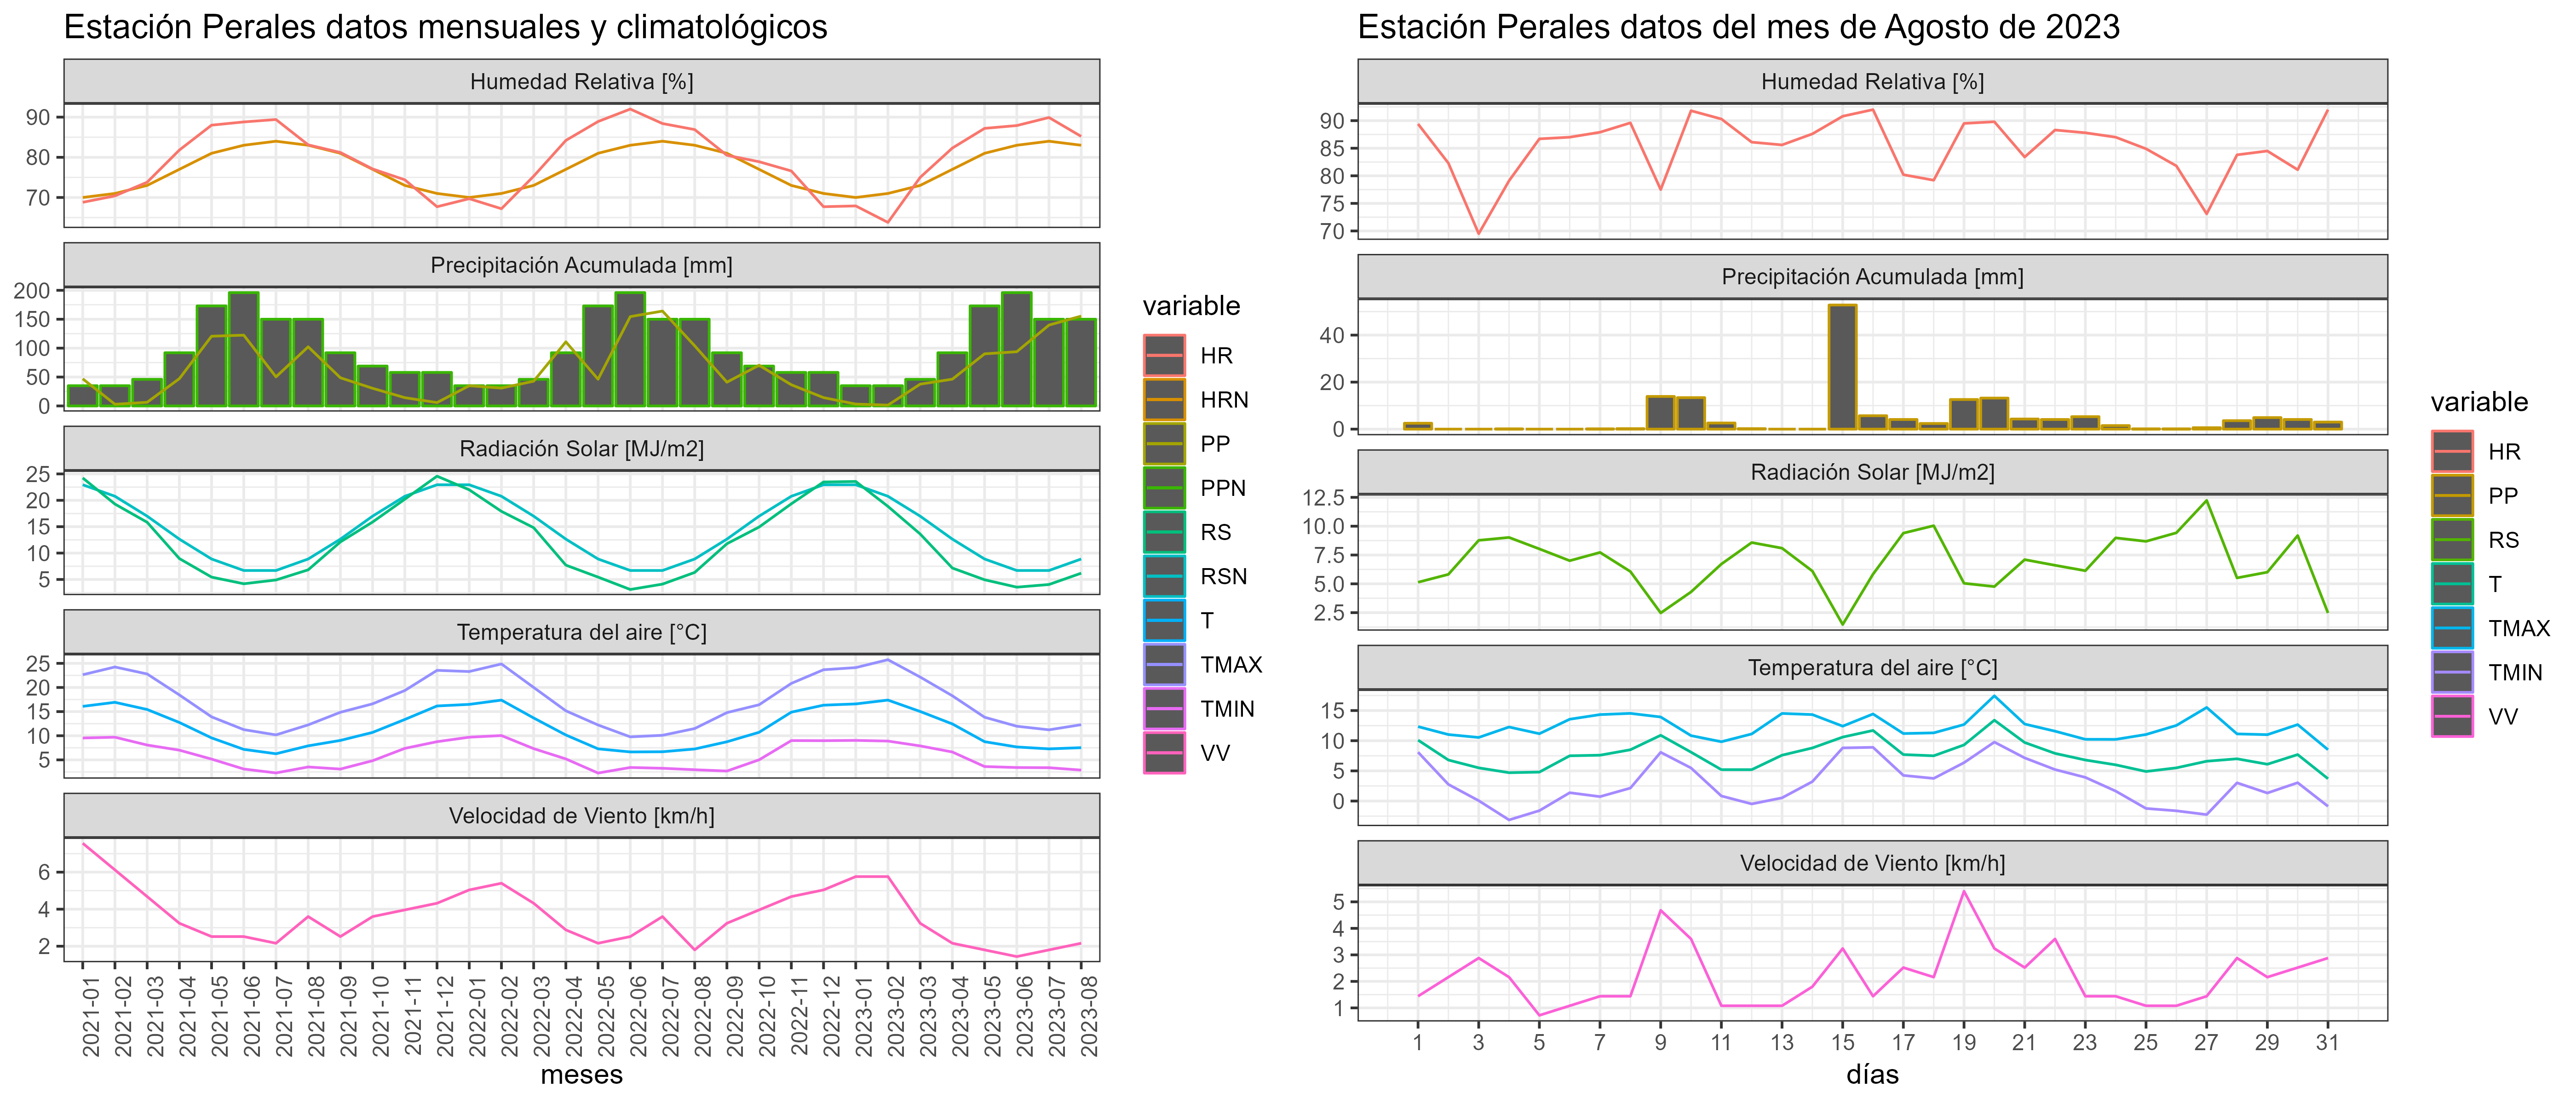 Estación Perales datos mensuales y climatológicos
Humedad Relativa [%]
90
80
70
Precipitación Acumulada [mm]
200
150
100
50
0
Radiación Solar [MJ/m2]
25
20
15
10
5
Temperatura del aire [°C]
25
20
15
10
5
Velocidad de Viento [km/h]
6
4
2
2021-01
2021-02
2021-03
2021-04
2021-05
2021-06
2021-07
2021-08
2021-09
2021-10
2021-11
2021-12
2022-01
2022-02
2022-03
2022-04
2022-05
2022-06
2022-07
2022-08
2022-09
2022-10
2022-11
2022-12
2023-01
2023-02
2023-03
2023-04
2023-05
2023-06
2023-07
2023-08
meses
variable
HR
HRN
PP
PPN
RS
RSN
T
TMAX
TMIN
VV
Estación Perales datos del mes de Agosto de 2023
Humedad Relativa [%]
90
85
80
75
70
Precipitación Acumulada [mm]
40
20
0
Radiación Solar [MJ/m2]
12.5
10.0
7.5
5.0
2.5
Temperatura del aire [°C]
15
10
5
0
Velocidad de Viento [km/h]
5
4
3
2
1
1 3 5 7 9 11 13 15 17 19 21 23 25 27 29 31
días
variable
HR
PP
RS
T
TMAX
TMIN
VV